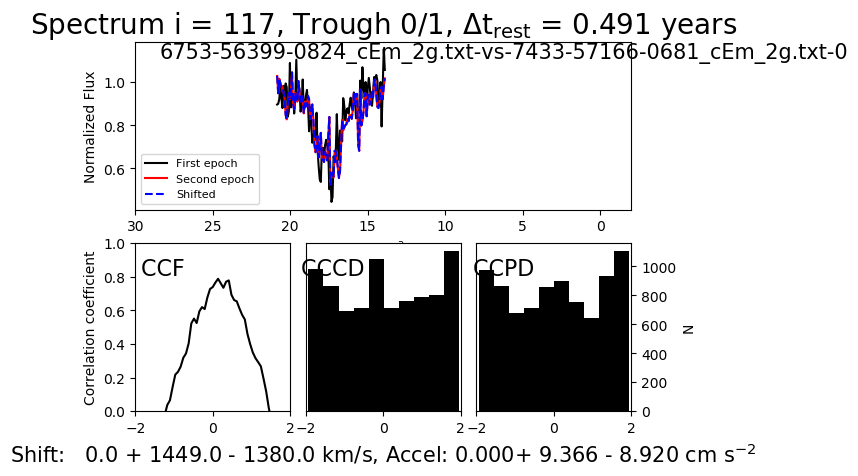 Spectrum i = 117, Trough 0/1, Δt_rest = 0.491 years
6753-56399-0824_cEm_2g.txt-vs-7433-57166-0681_cEm_2g.txt-0
Normalized Flux
1.0
0.8
0.6
First epoch
Second epoch
Shifted
30 25 20 15 10 5 0
Correlation coefficient
1.0
0.8
0.6
0.4
0.2
0.0
CCF
CCCD
CCPD
1000
800
600
400
200
0
N
−2 0 2
−2 0 2
−2 0 2
Shift: 0.0 + 1449.0 - 1380.0 km/s, Accel: 0.000+ 9.366 - 8.920 cm s⁻²